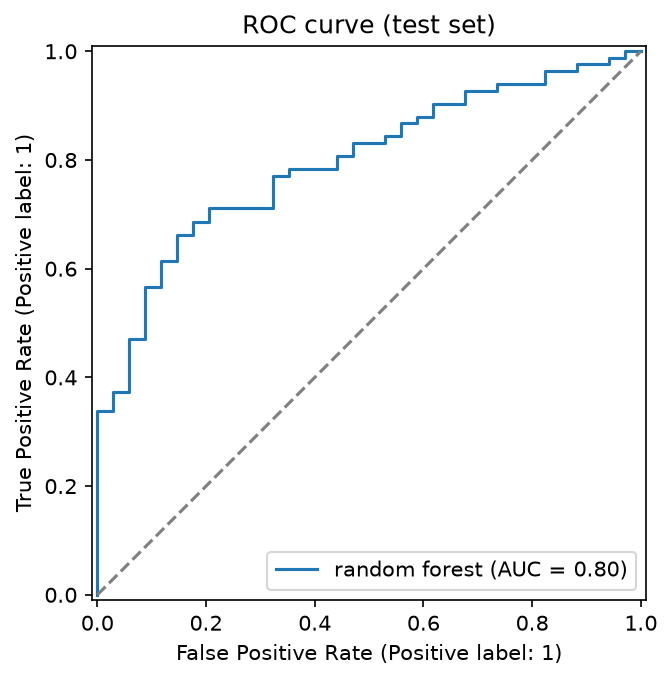 ROC curve (test set)
True Positive Rate (Positive label: 1)
1.0
0.8
0.6
0.4
0.2
0.0
random forest (AUC = 0.80)
0.0 0.2 0.4 0.6 0.8 1.0
False Positive Rate (Positive label: 1)